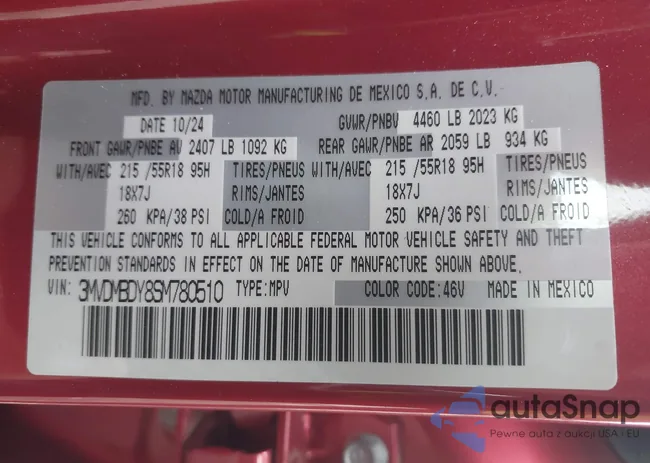 MFD. BY MAZDA MOTOR MANUFACTURING DE MEXICO S.A. DE C.V.
DATE 10/24 GVWR/PNBV 4460 LB 2023 KG
FRONT GAWR/PNBE AV 2407 LB 1092 KG REAR GAWR/PNBE AR 2059 LB 934 KG
WITH/AVEC 215 /55R18 95H TIRES/PNEUS WITH/AVEC 215 /55R18 95H TIRES/PNEUS
18X7J RIMS/JANTES 18X7J RIMS/JANTES
260 KPA/38 PSI COLD/A FROID 250 KPA/36 PSI COLD/A FROID
THIS VEHICLE CONFORMS TO ALL APPLICABLE FEDERAL MOTOR VEHICLE SAFETY AND THEFT
PREVENTION STANDARDS IN EFFECT ON THE DATE OF MANUFACTURE SHOWN ABOVE.
VIN: 3MVDMBDY8SM780510 TYPE:MPV COLOR CODE:46V MADE IN MEXICO
autaSnap
Pewne auta z aukcji USA - EU